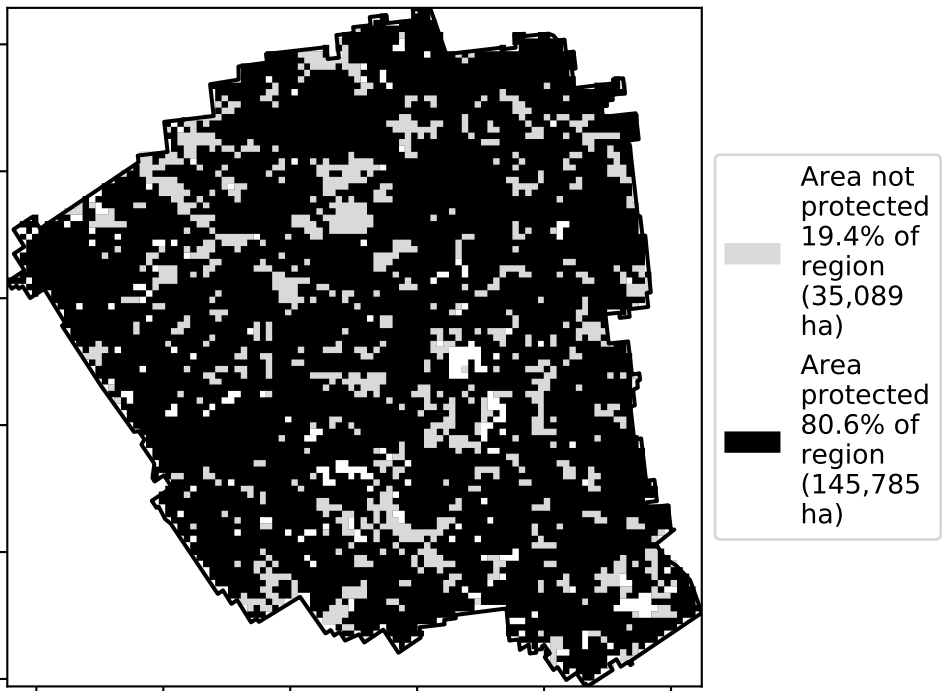 Area not
protected
19.4% of
region
(35,089
ha)
Area
protected
80.6% of
region
(145,785
ha)